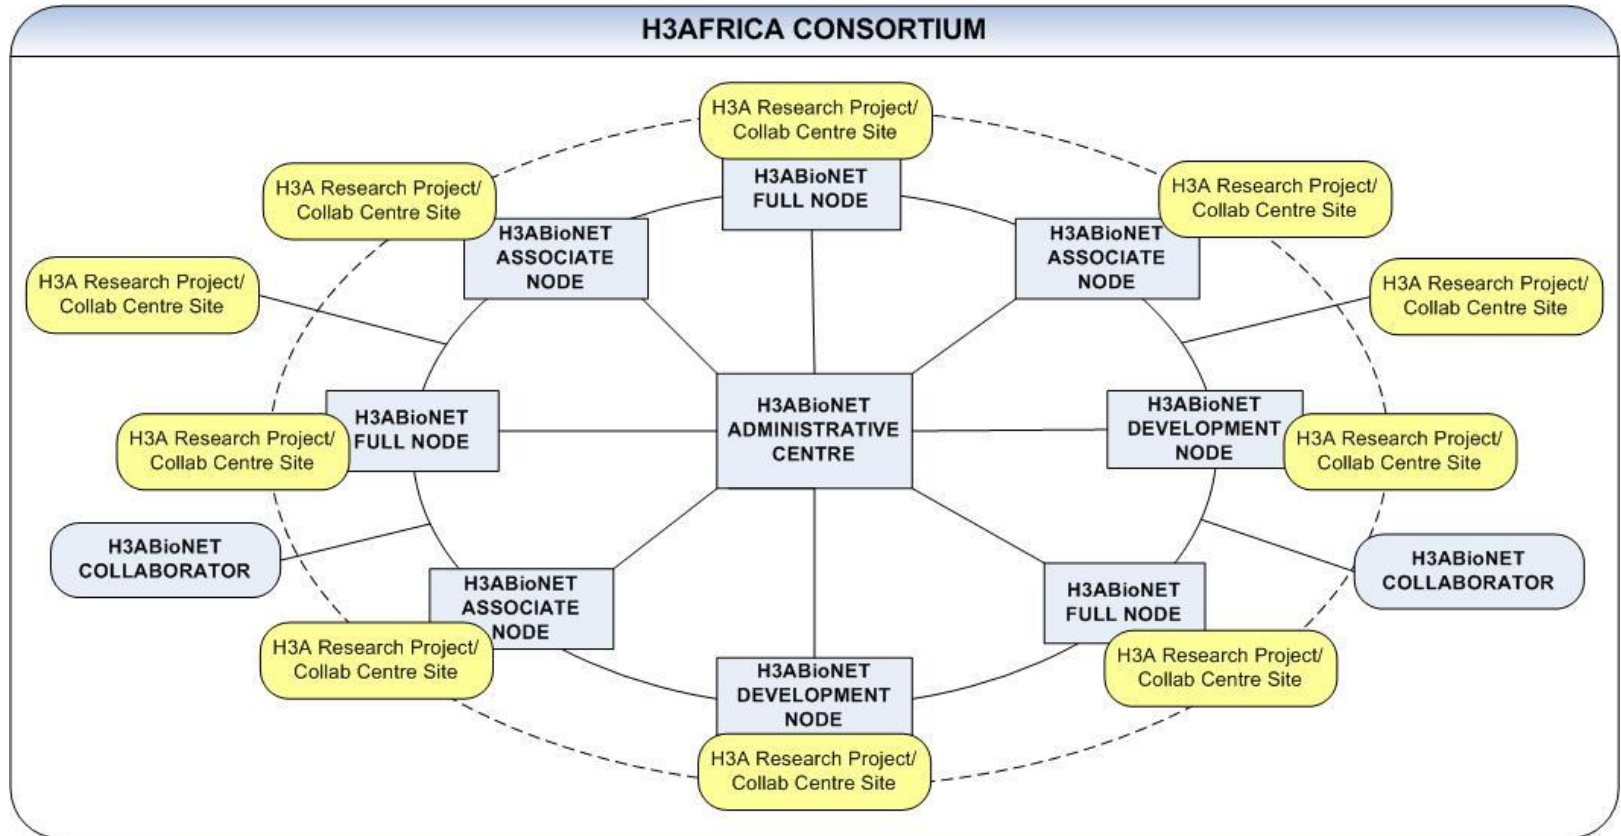 H3AFRICA CONSORTIUM
H3A Research Project/
Collab Centre Site
H3ABioNET
FULL NODE
H3A Research Project/
Collab Centre Site
H3ABioNET
ASSOCIATE
NODE
H3A Research Project/
Collab Centre Site
H3ABioNET
ASSOCIATE
NODE
H3A Research Project/
Collab Centre Site
H3A Research Project/
Collab Centre Site
H3ABioNET
FULL NODE
H3A Research Project/
Collab Centre Site
H3ABioNET
ADMINISTRATIVE
CENTRE
H3ABioNET
DEVELOPMENT
NODE
H3A Research Project/
Collab Centre Site
H3ABioNET
COLLABORATOR
H3ABioNET
COLLABORATOR
H3ABioNET
ASSOCIATE
NODE
H3A Research Project/
Collab Centre Site
H3ABioNET
FULL NODE
H3A Research Project/
Collab Centre Site
H3ABioNET
DEVELOPMENT
NODE
H3A Research Project/
Collab Centre Site